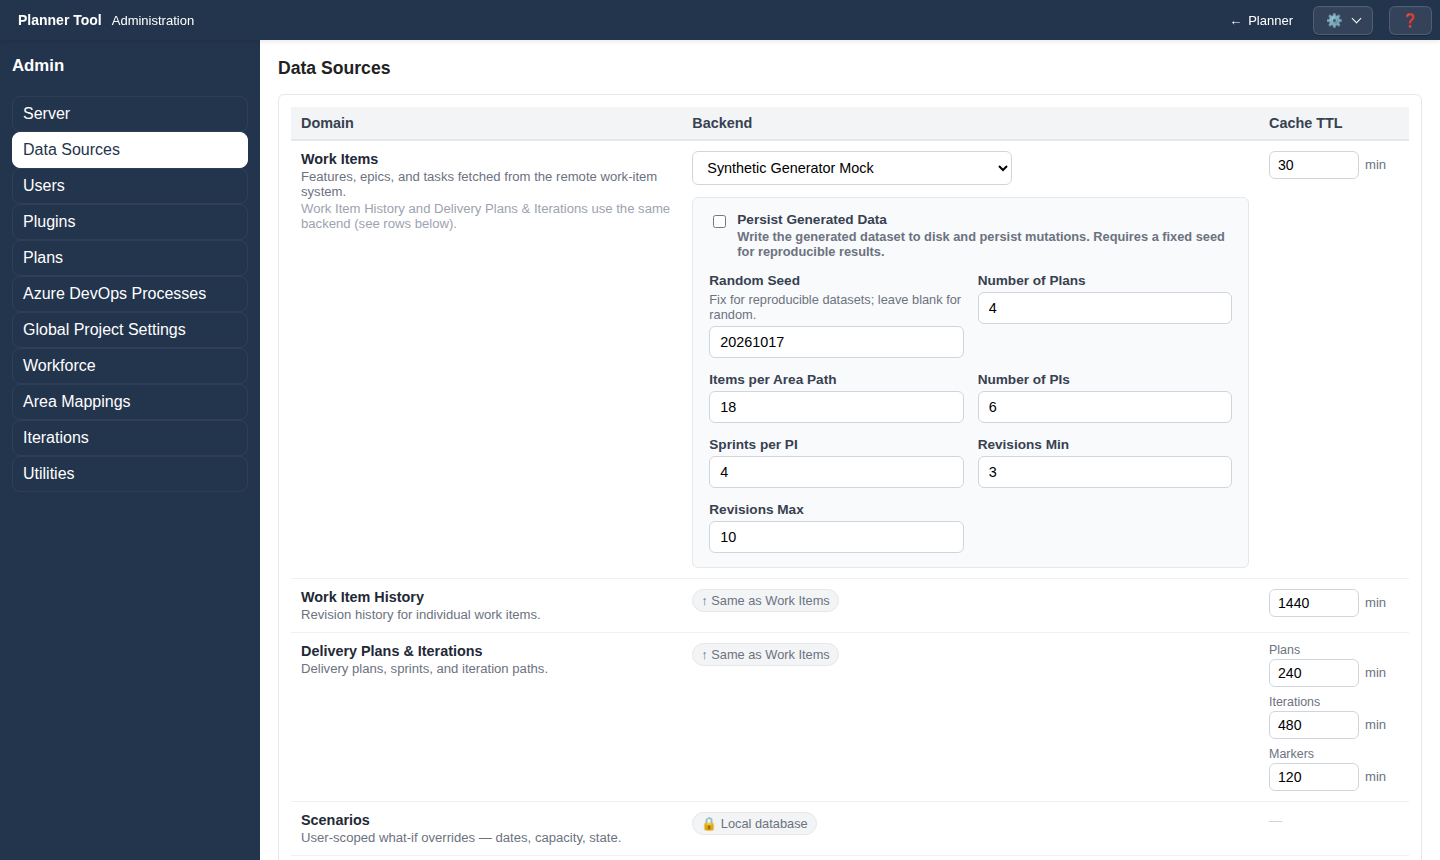 Planner Tool Administration
← Planner
Admin
Server
Data Sources
Users
Plugins
Plans
Azure DevOps Processes
Global Project Settings
Workforce
Area Mappings
Iterations
Utilities
Data Sources
Domain Backend Cache TTL
Work Items
Features, epics, and tasks fetched from the remote work-item
system.
Work Item History and Delivery Plans & Iterations use the same
backend (see rows below).
Synthetic Generator Mock
30 min
Persist Generated Data
Write the generated dataset to disk and persist mutations. Requires a fixed seed
for reproducible results.
Random Seed
Fix for reproducible datasets; leave blank for
random.
20261017
Number of Plans
4
Items per Area Path
18
Number of PIs
6
Sprints per PI
4
Revisions Min
3
Revisions Max
10
Work Item History
Revision history for individual work items.
↑ Same as Work Items
1440 min
Delivery Plans & Iterations
Delivery plans, sprints, and iteration paths.
↑ Same as Work Items
Plans
240 min
Iterations
480 min
Markers
120 min
Scenarios
User-scoped what-if overrides — dates, capacity, state.
🔒 Local database
—